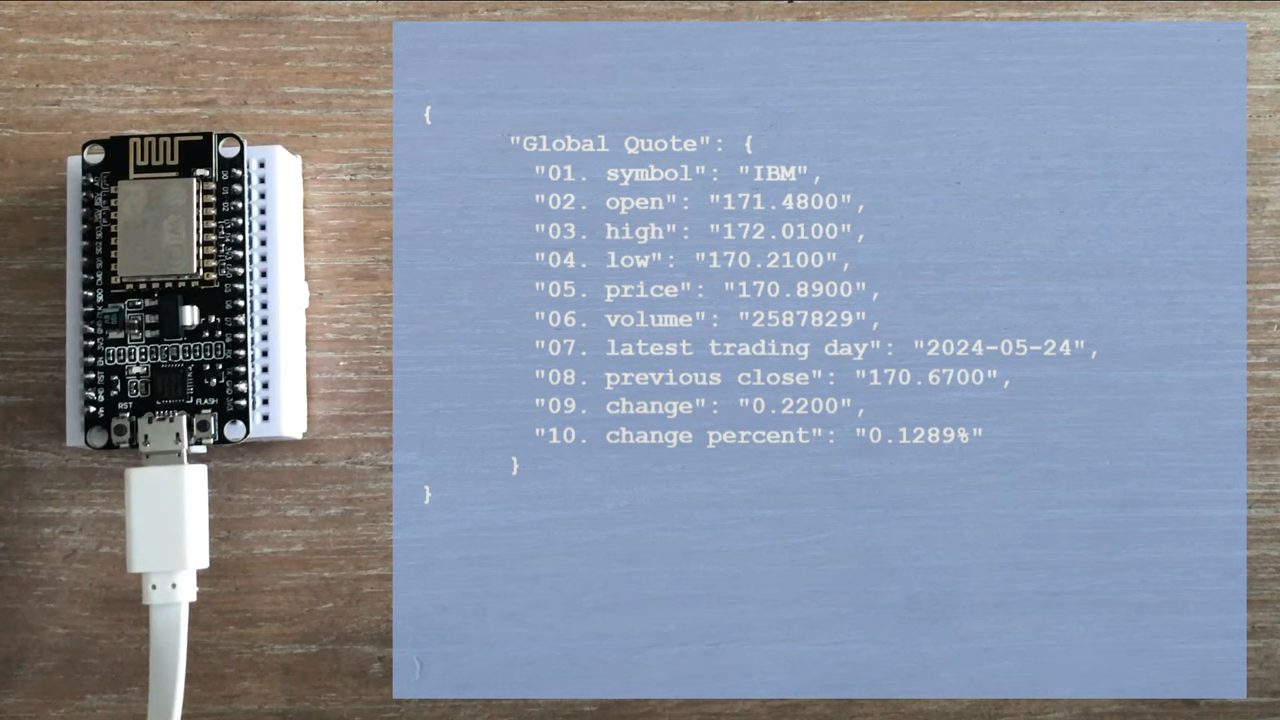 {
"Global Quote": {
"01. symbol": "IBM",
"02. open": "171.4800",
"03. high": "172.0100",
"04. low": "170.2100",
"05. price": "170.8900",
"06. volume": "2587829",
"07. latest trading day": "2024-05-24",
"08. previous close": "170.6700",
"09. change": "0.2200",
"10. change percent": "0.1289%"
}
}
RST
FLASH